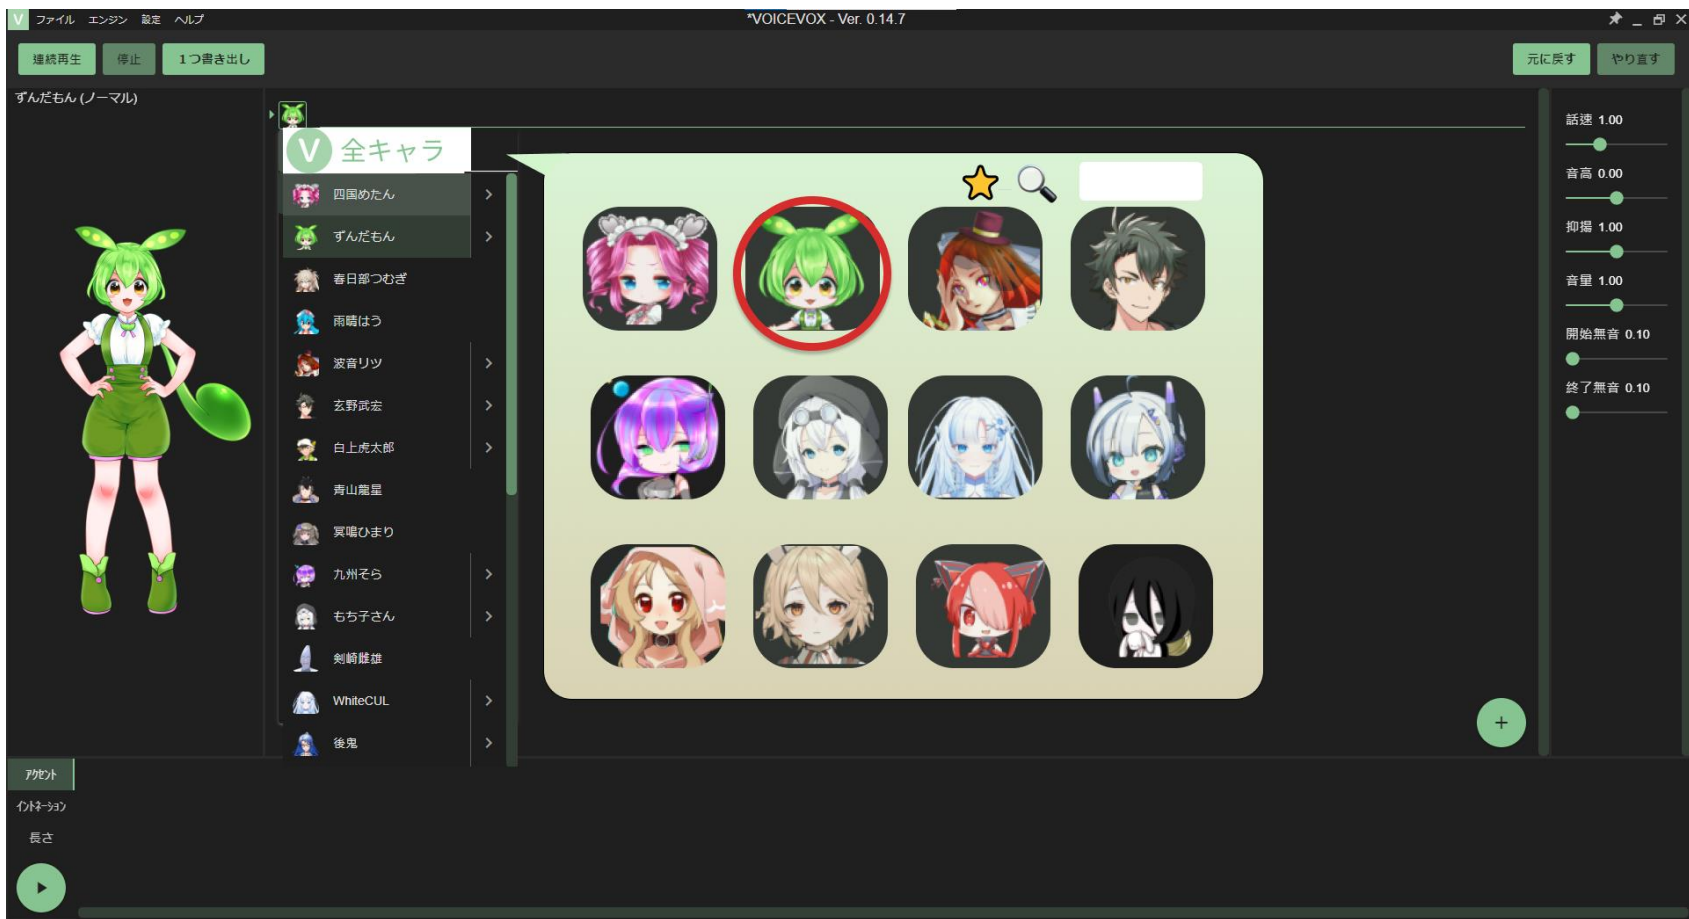 V ファイル エンジン 設定 ヘルプ
*VOICEVOX - Ver. 0.14.7
連続再生 停止 1つ書き出し
元に戻す やり直す
ずんだもん (ノーマル)
V 全キャラ
四国めたん
ずんだもん
春日部つむぎ
雨晴はう
波音リツ
玄野武宏
白上虎太郎
青山龍星
冥鳴ひまり
九州そら
もち子さん
剣崎雌雄
WhiteCUL
後鬼
話速 1.00
音高 0.00
抑揚 1.00
音量 1.00
開始無音 0.10
終了無音 0.10
アクセント
イントネーション
長さ